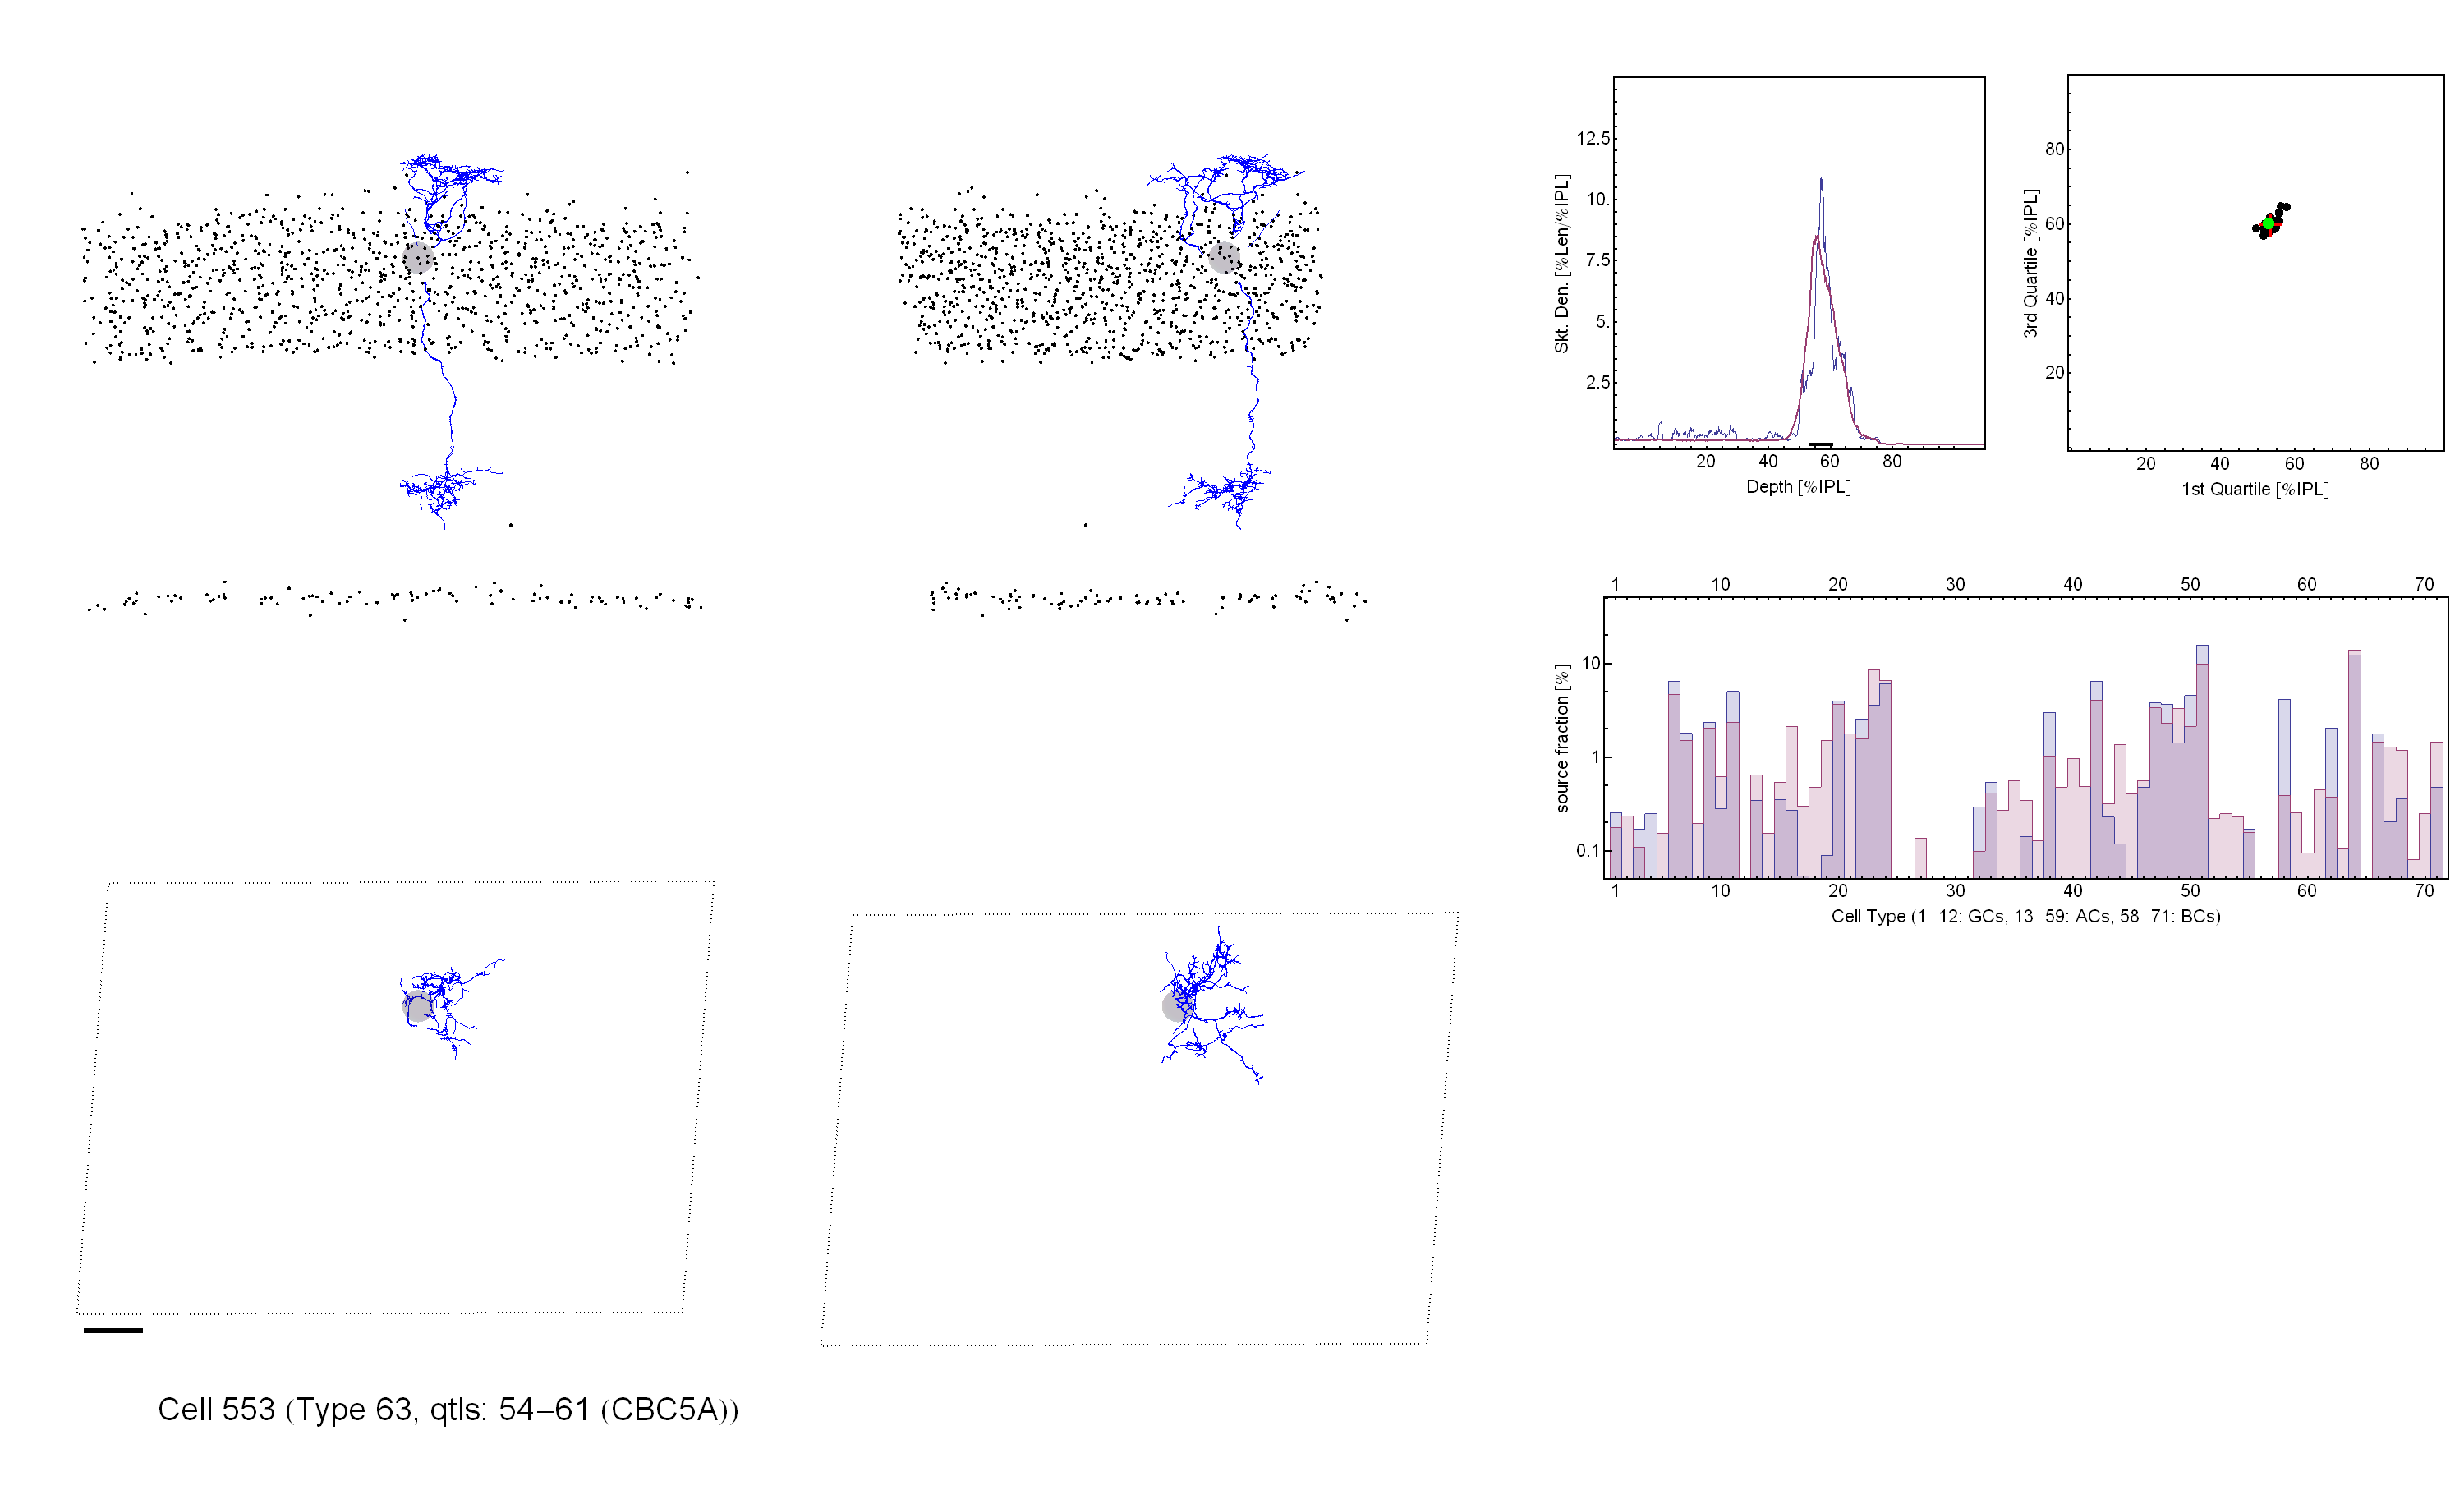 12.5
10.
7.5
5.
2.5
Skt. Den. [%Len/%IPL]
20 40 60 80
Depth [%IPL]
80
60
40
20
3rd Quartile [%IPL]
20 40 60 80
1st Quartile [%IPL]
1 10 20 30 40 50 60 70
10
1
0.1
source fraction [%]
1 10 20 30 40 50 60 70
Cell Type (1–12: GCs, 13–59: ACs, 58–71: BCs)
Cell 553 (Type 63, qtls: 54–61 (CBC5A))